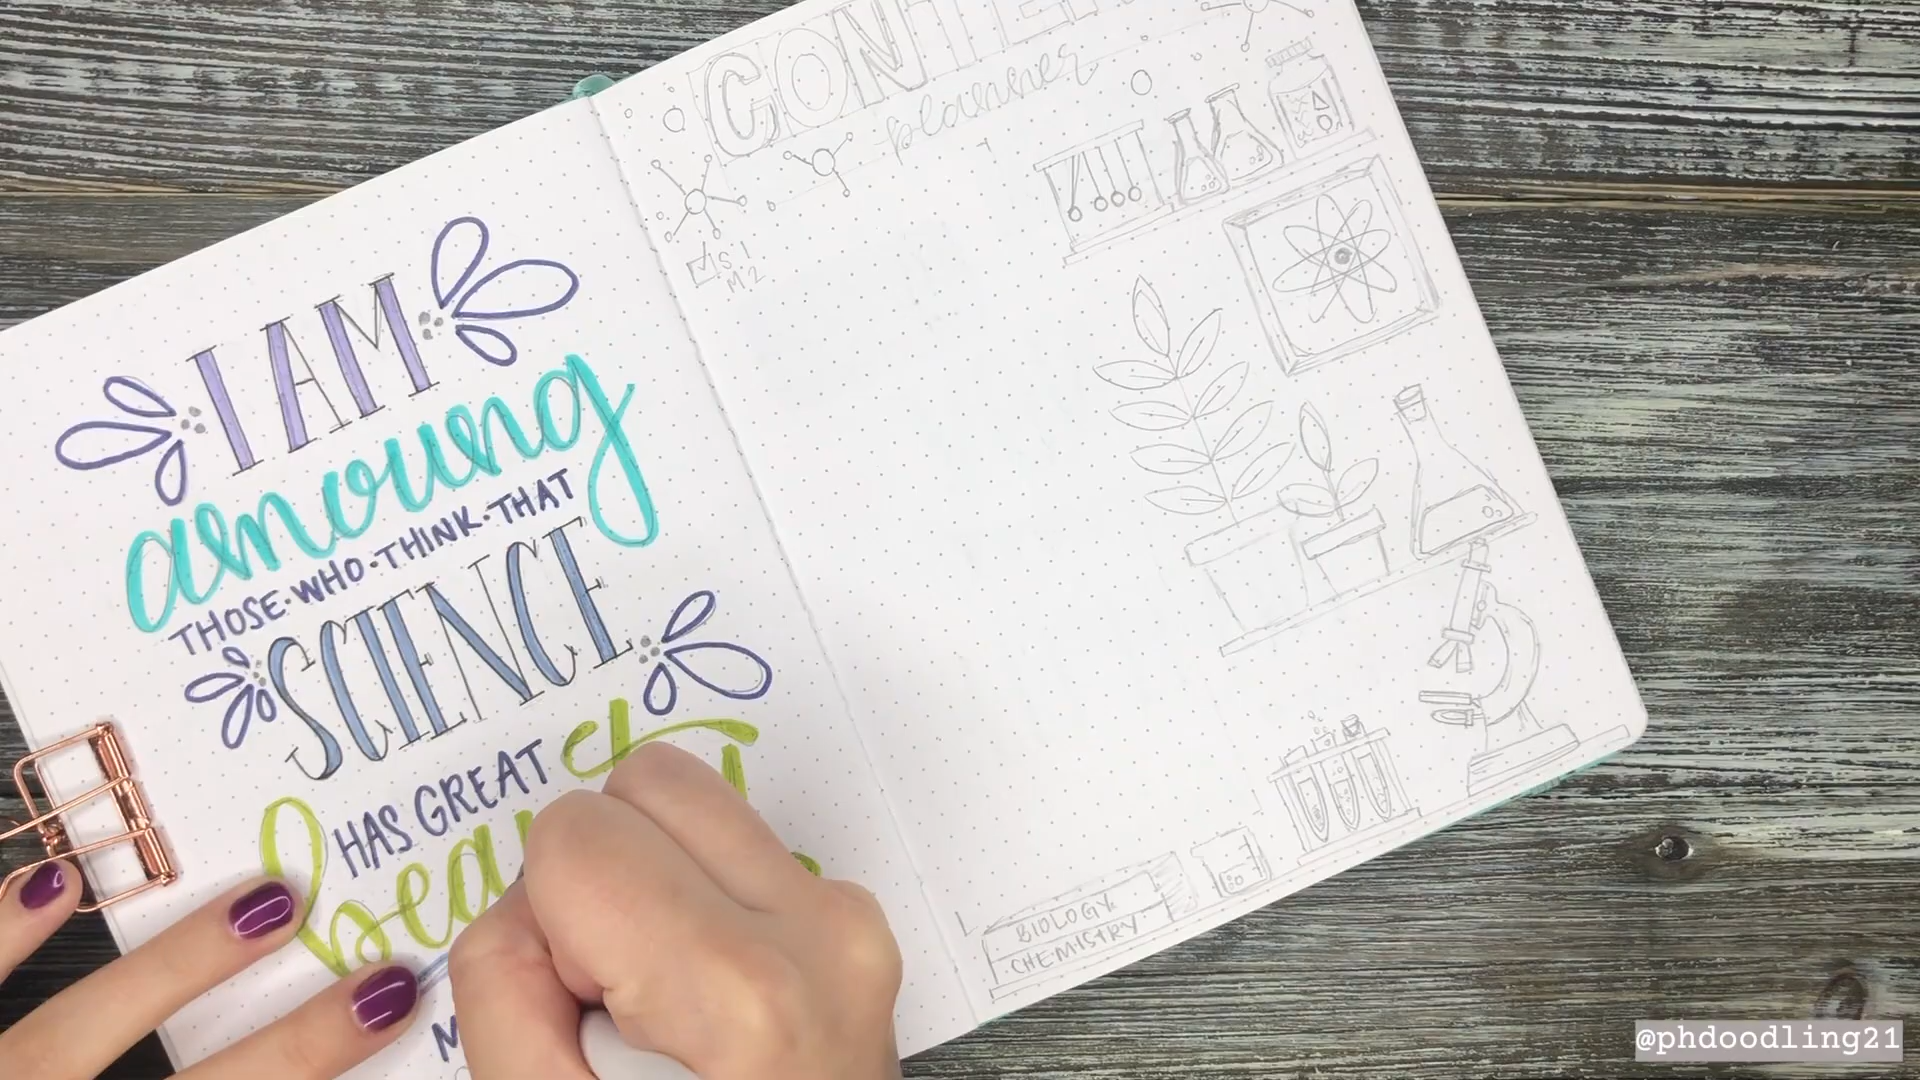 I AM
amoung
THOSE·WHO·THINK·THAT
SCIENCE
HAS GREAT
CONTE
planner
S 1
M 2
BIOLOGY
CHEMISTRY
@phdoodling21